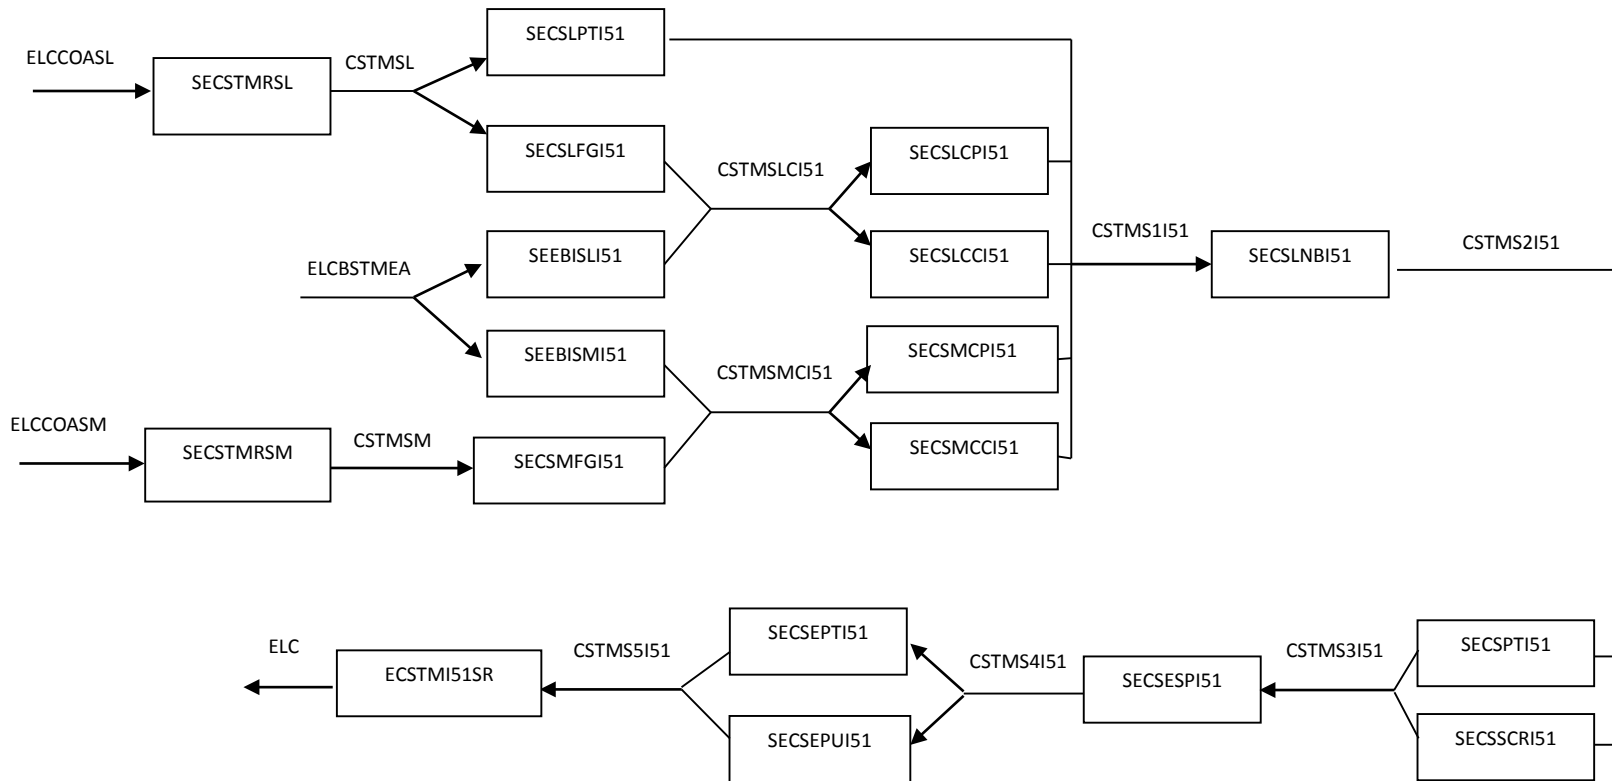 SECSLPTI51
ELCCOASL
CSTMSL
SECSTMRSL
SECSLFGI51
SECSLCPI51
CSTMSLCI51
CSTMS1I51
CSTMS2I51
SECSLNBI51
SEEBISLI51
SECSLCCI51
ELCBSTMEA
SEEBISMI51
SECSMCPI51
CSTMSMCI51
ELCCOASM
CSTMSM
SECSTMRSM
SECSMFGI51
SECSMCCI51
SECSEPTI51
ELC
CSTMS5I51
CSTMS4I51
CSTMS3I51
SECSPTI51
ECSTMI51SR
SECSESPI51
SECSEPUI51
SECSSCRI51